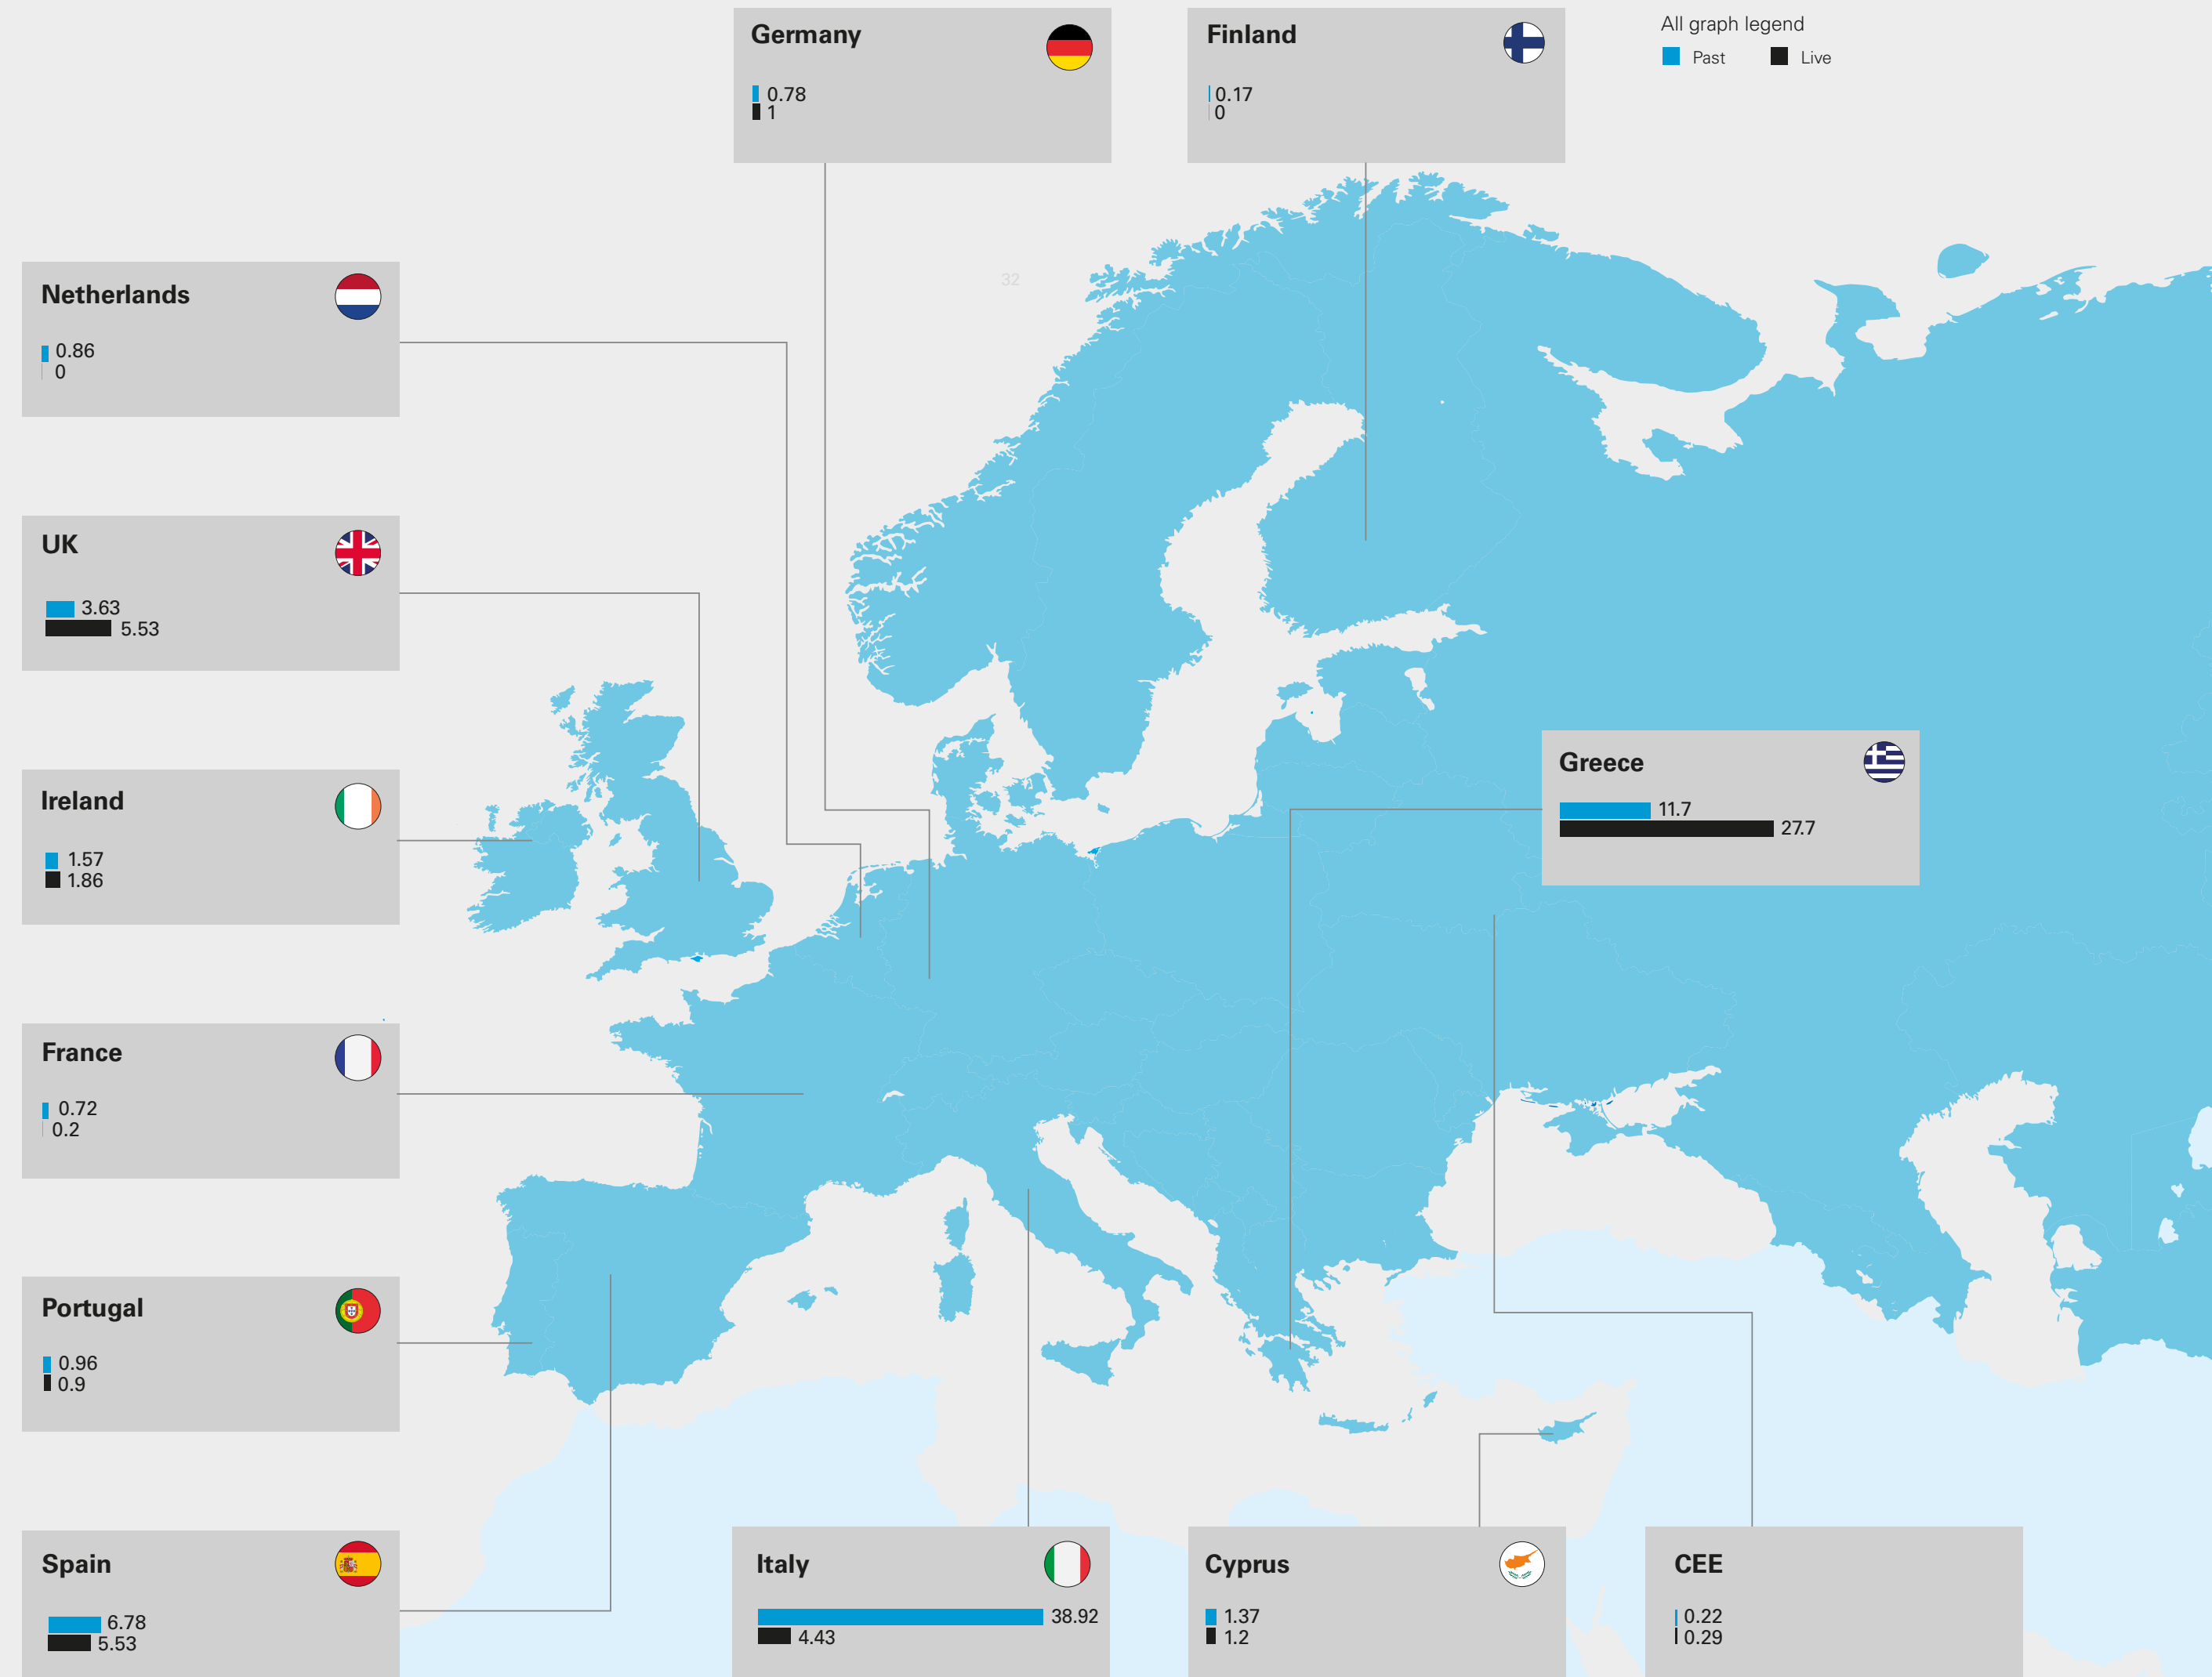 Germany
0.78
1
Finland
0.17
0
All graph legend
Past
Live
32
Netherlands
0.86
0
UK
3.63
5.53
Greece
11.7
27.7
Ireland
1.57
1.86
France
0.72
0.2
Portugal
0.96
0.9
Spain
6.78
5.53
Italy
38.92
4.43
Cyprus
1.37
1.2
CEE
0.22
0.29